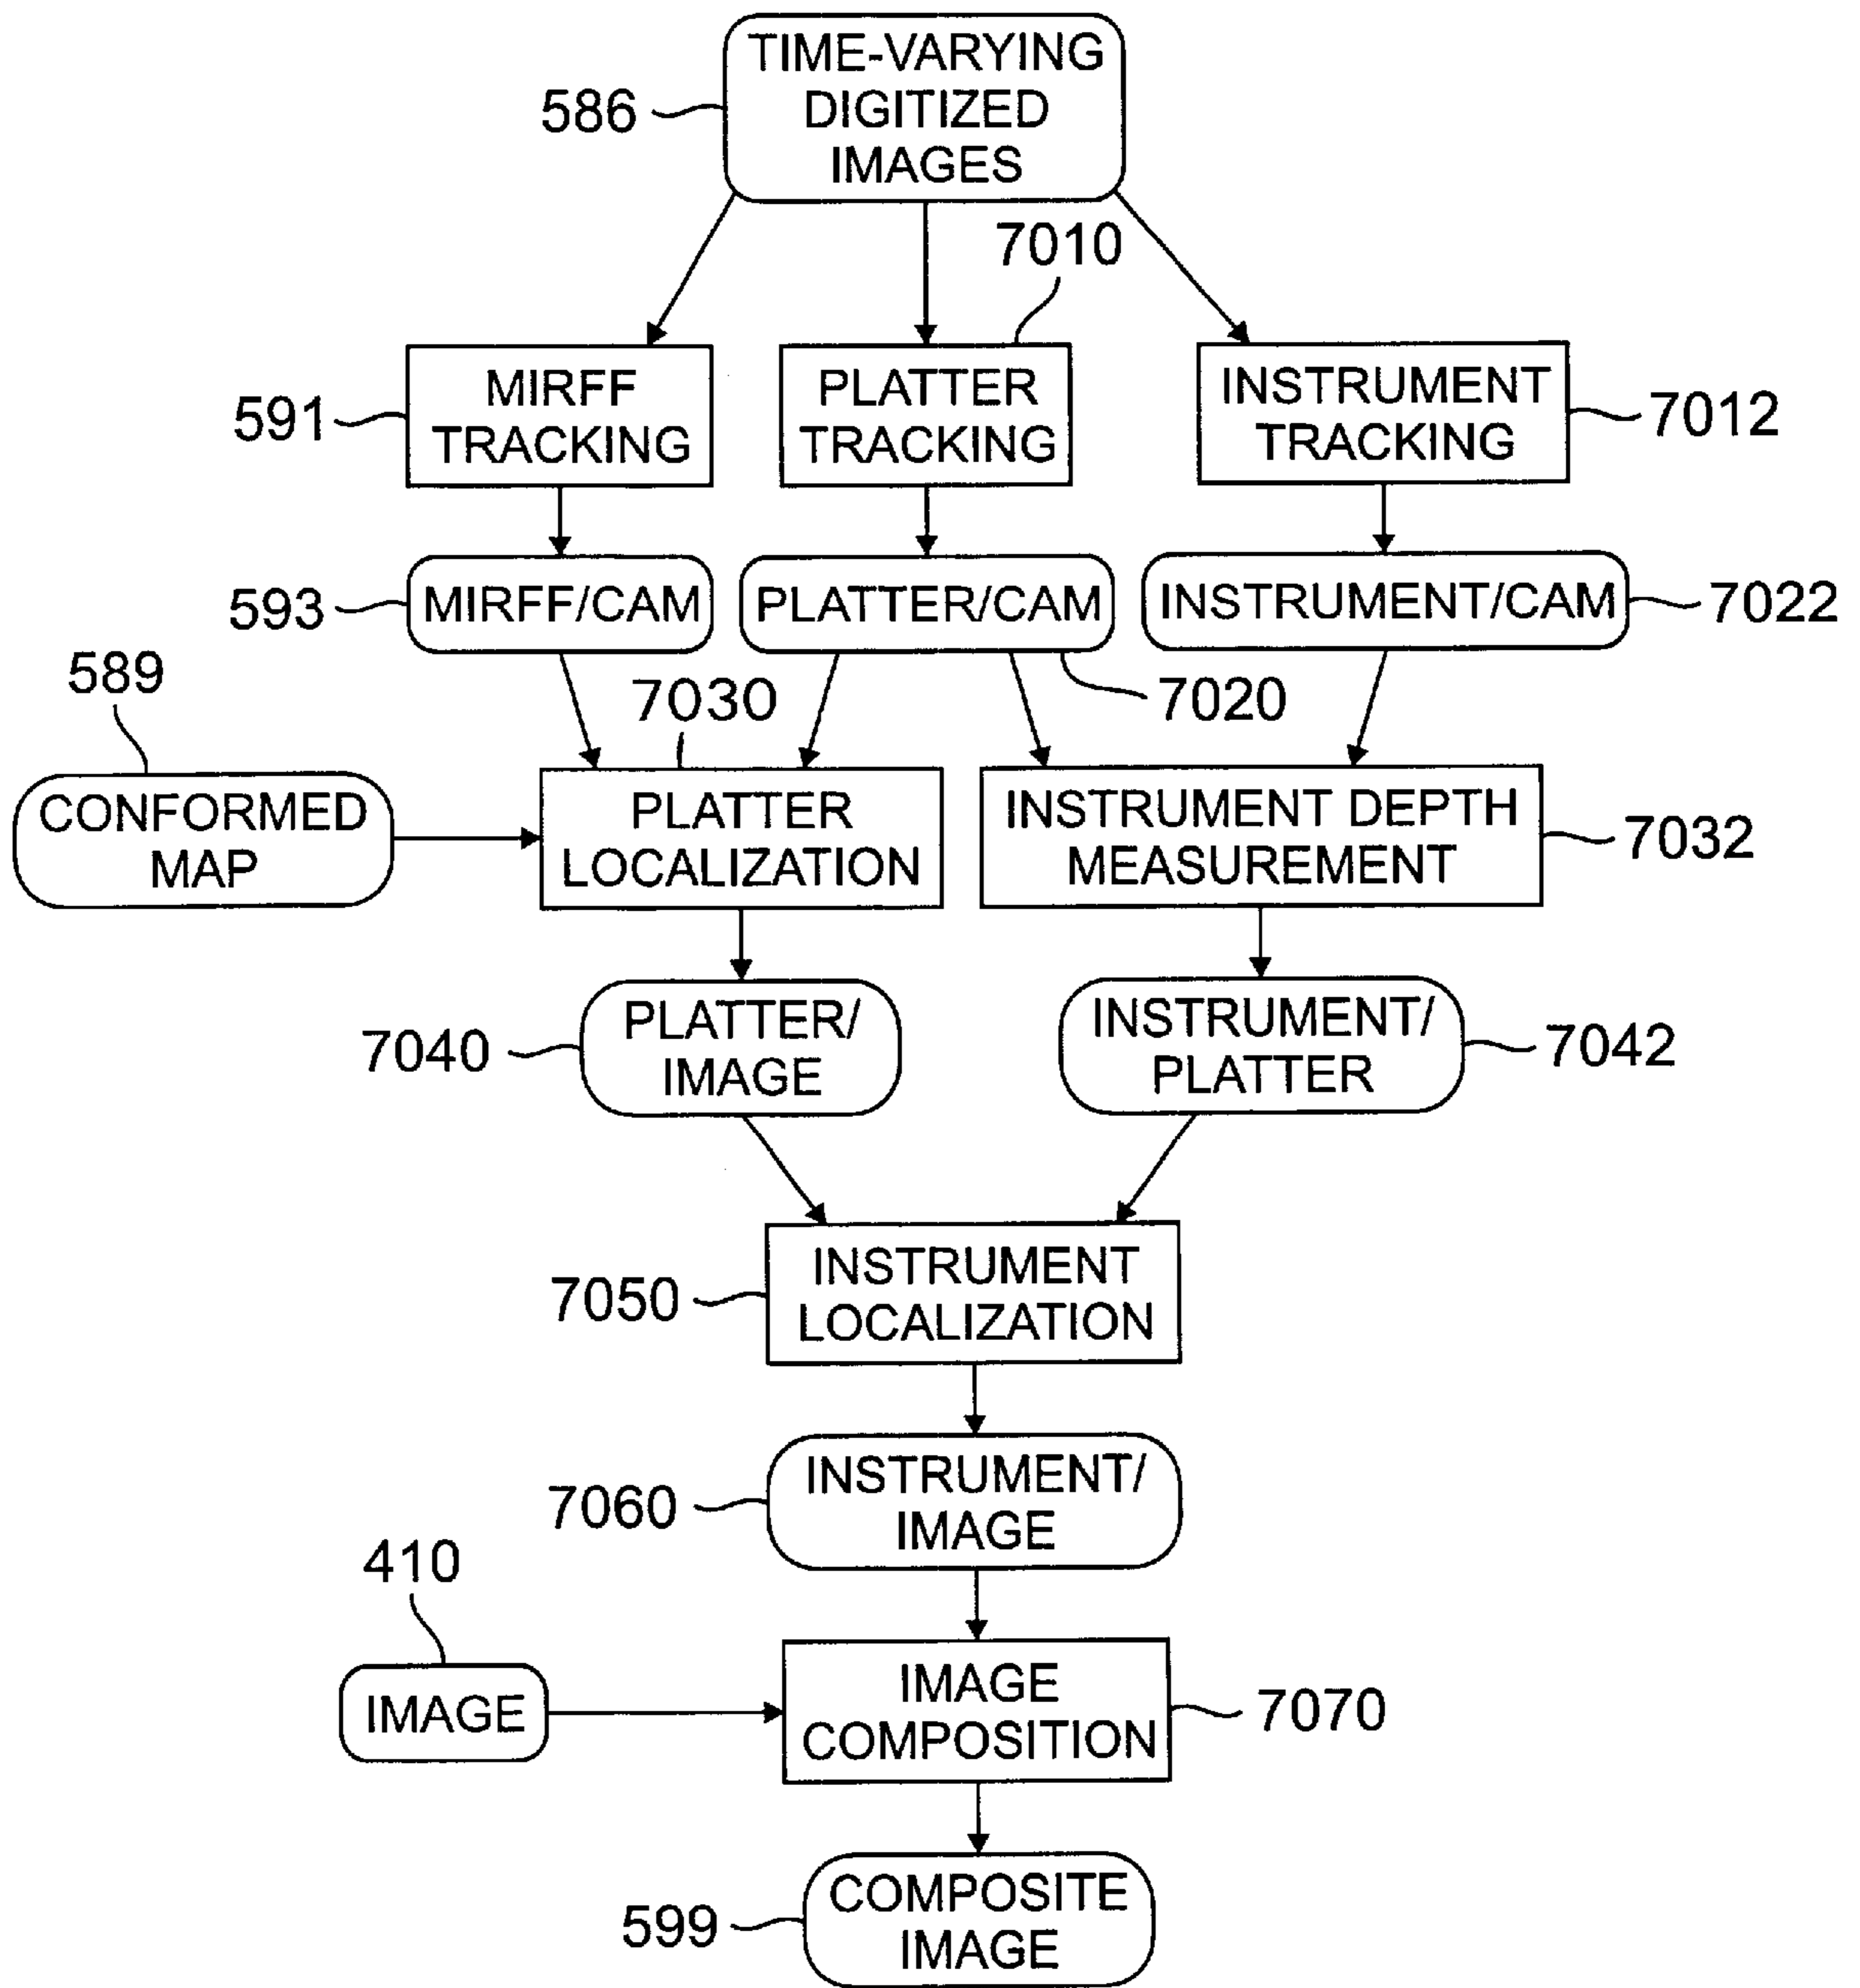 TIME-VARYING
DIGITIZED
IMAGES
586
7010
MIRFF
TRACKING
591
PLATTER
TRACKING
INSTRUMENT
TRACKING
7012
593
MIRFF/CAM
PLATTER/CAM
INSTRUMENT/CAM
7022
589
7030
7020
CONFORMED
MAP
PLATTER
LOCALIZATION
INSTRUMENT DEPTH
MEASUREMENT
7032
7040
PLATTER/
IMAGE
INSTRUMENT/
PLATTER
7042
7050
INSTRUMENT
LOCALIZATION
7060
INSTRUMENT/
IMAGE
410
IMAGE
IMAGE
COMPOSITION
7070
599
COMPOSITE
IMAGE